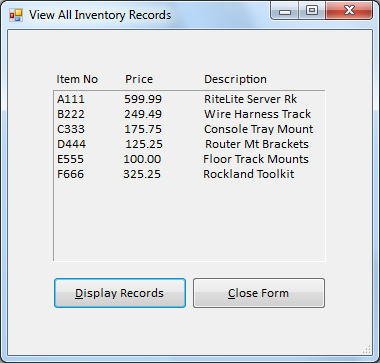 View All Inventory Records
Item No Price Description
A111 599.99 RiteLite Server Rk
B222 249.49 Wire Harness Track
C333 175.75 Console Tray Mount
D444 125.25 Router Mt Brackets
E555 100.00 Floor Track Mounts
F666 325.25 Rockland Toolkit
Display Records Close Form